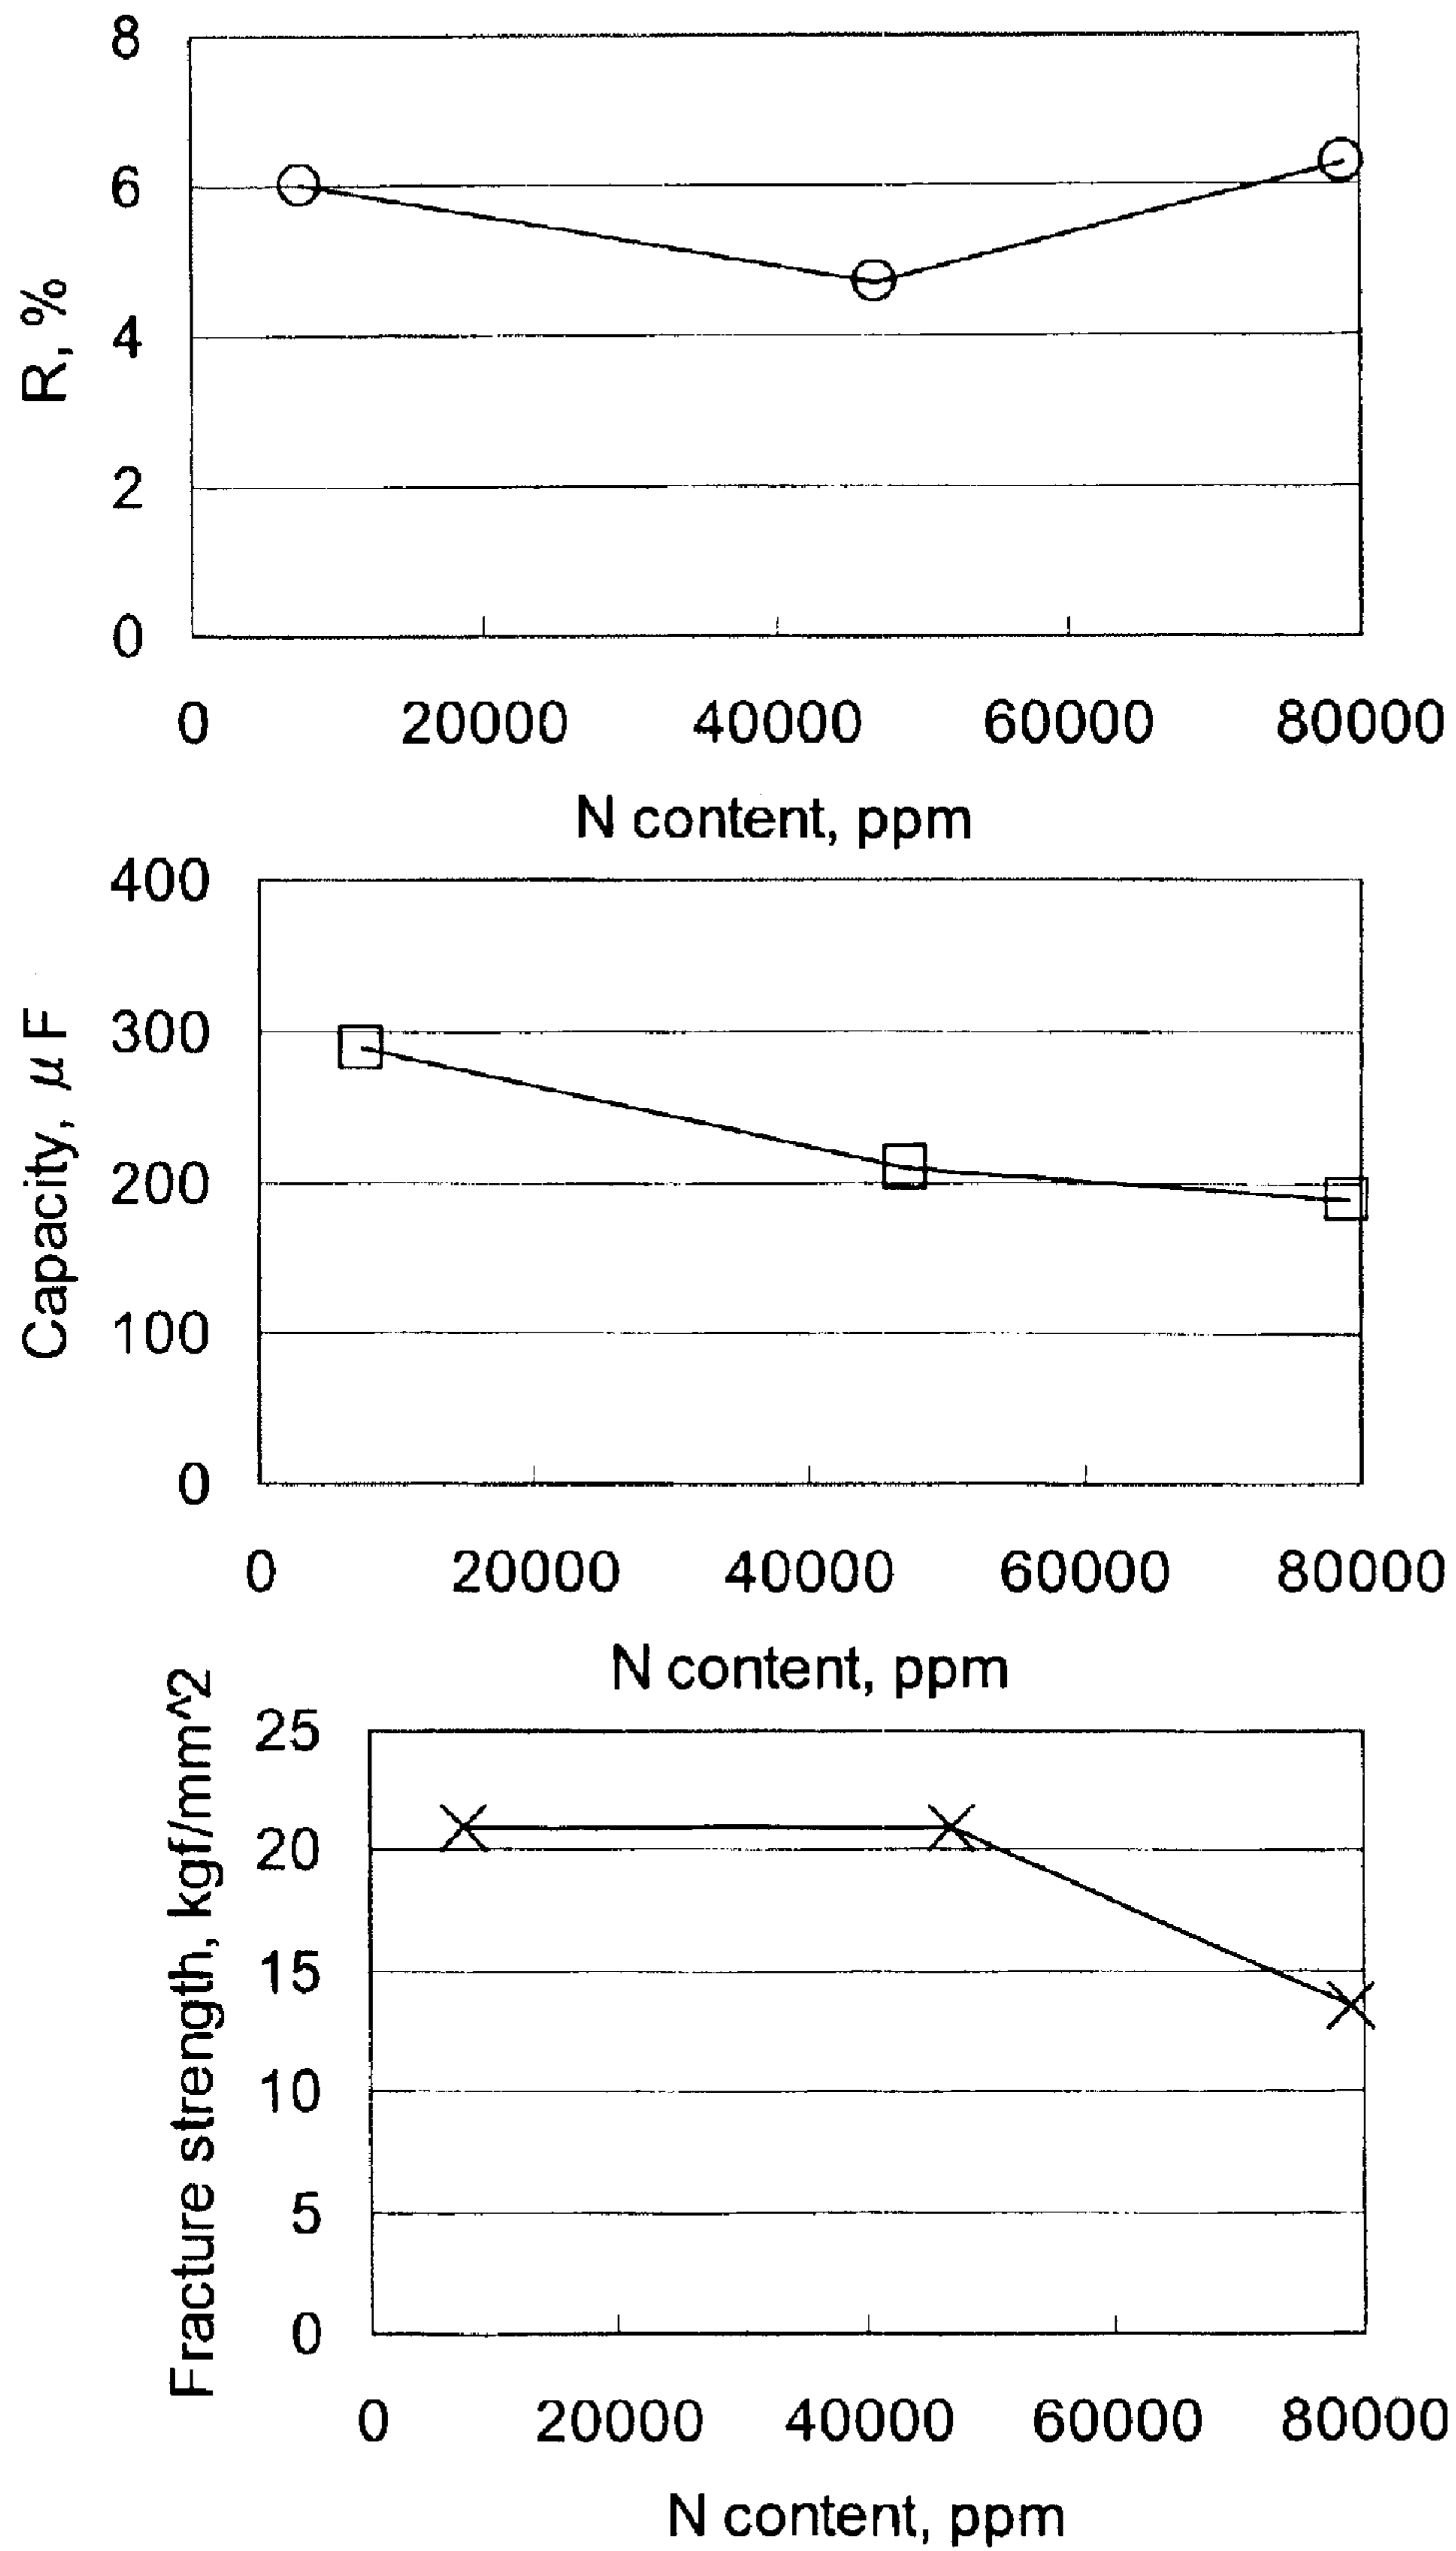 8
6
4
2
0
R, %
0 20000 40000 60000 80000
N content, ppm
400
300
200
100
0
Capacity, μF
0 20000 40000 60000 80000
N content, ppm
25
20
15
10
5
0
Fracture strength, kgf/mm^2
0 20000 40000 60000 80000
N content, ppm